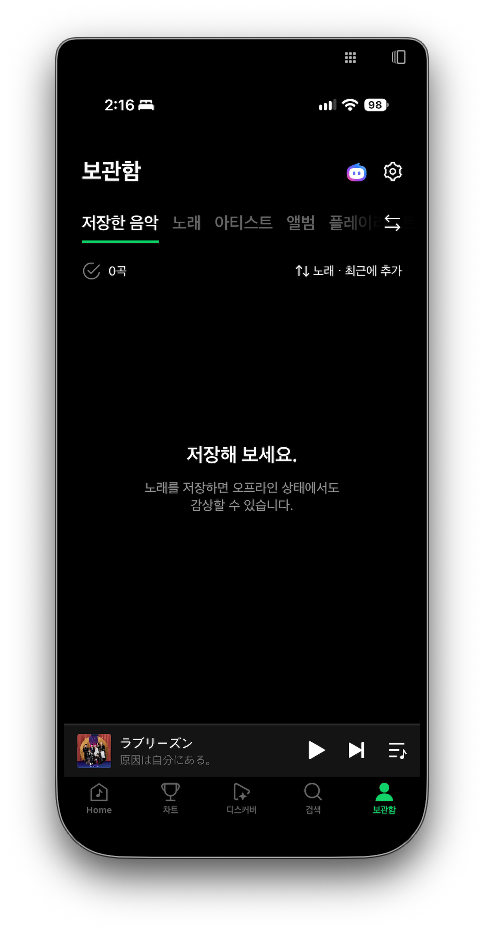 2:16
98
보관함
저장한 음악 노래 아티스트 앨범 플레이리
0곡
노래 · 최근에 추가
저장해 보세요.
노래를 저장하면 오프라인 상태에서도
감상할 수 있습니다.
ラブリーズン
原因は自分にある。
Home 차트 디스커버 검색 보관함